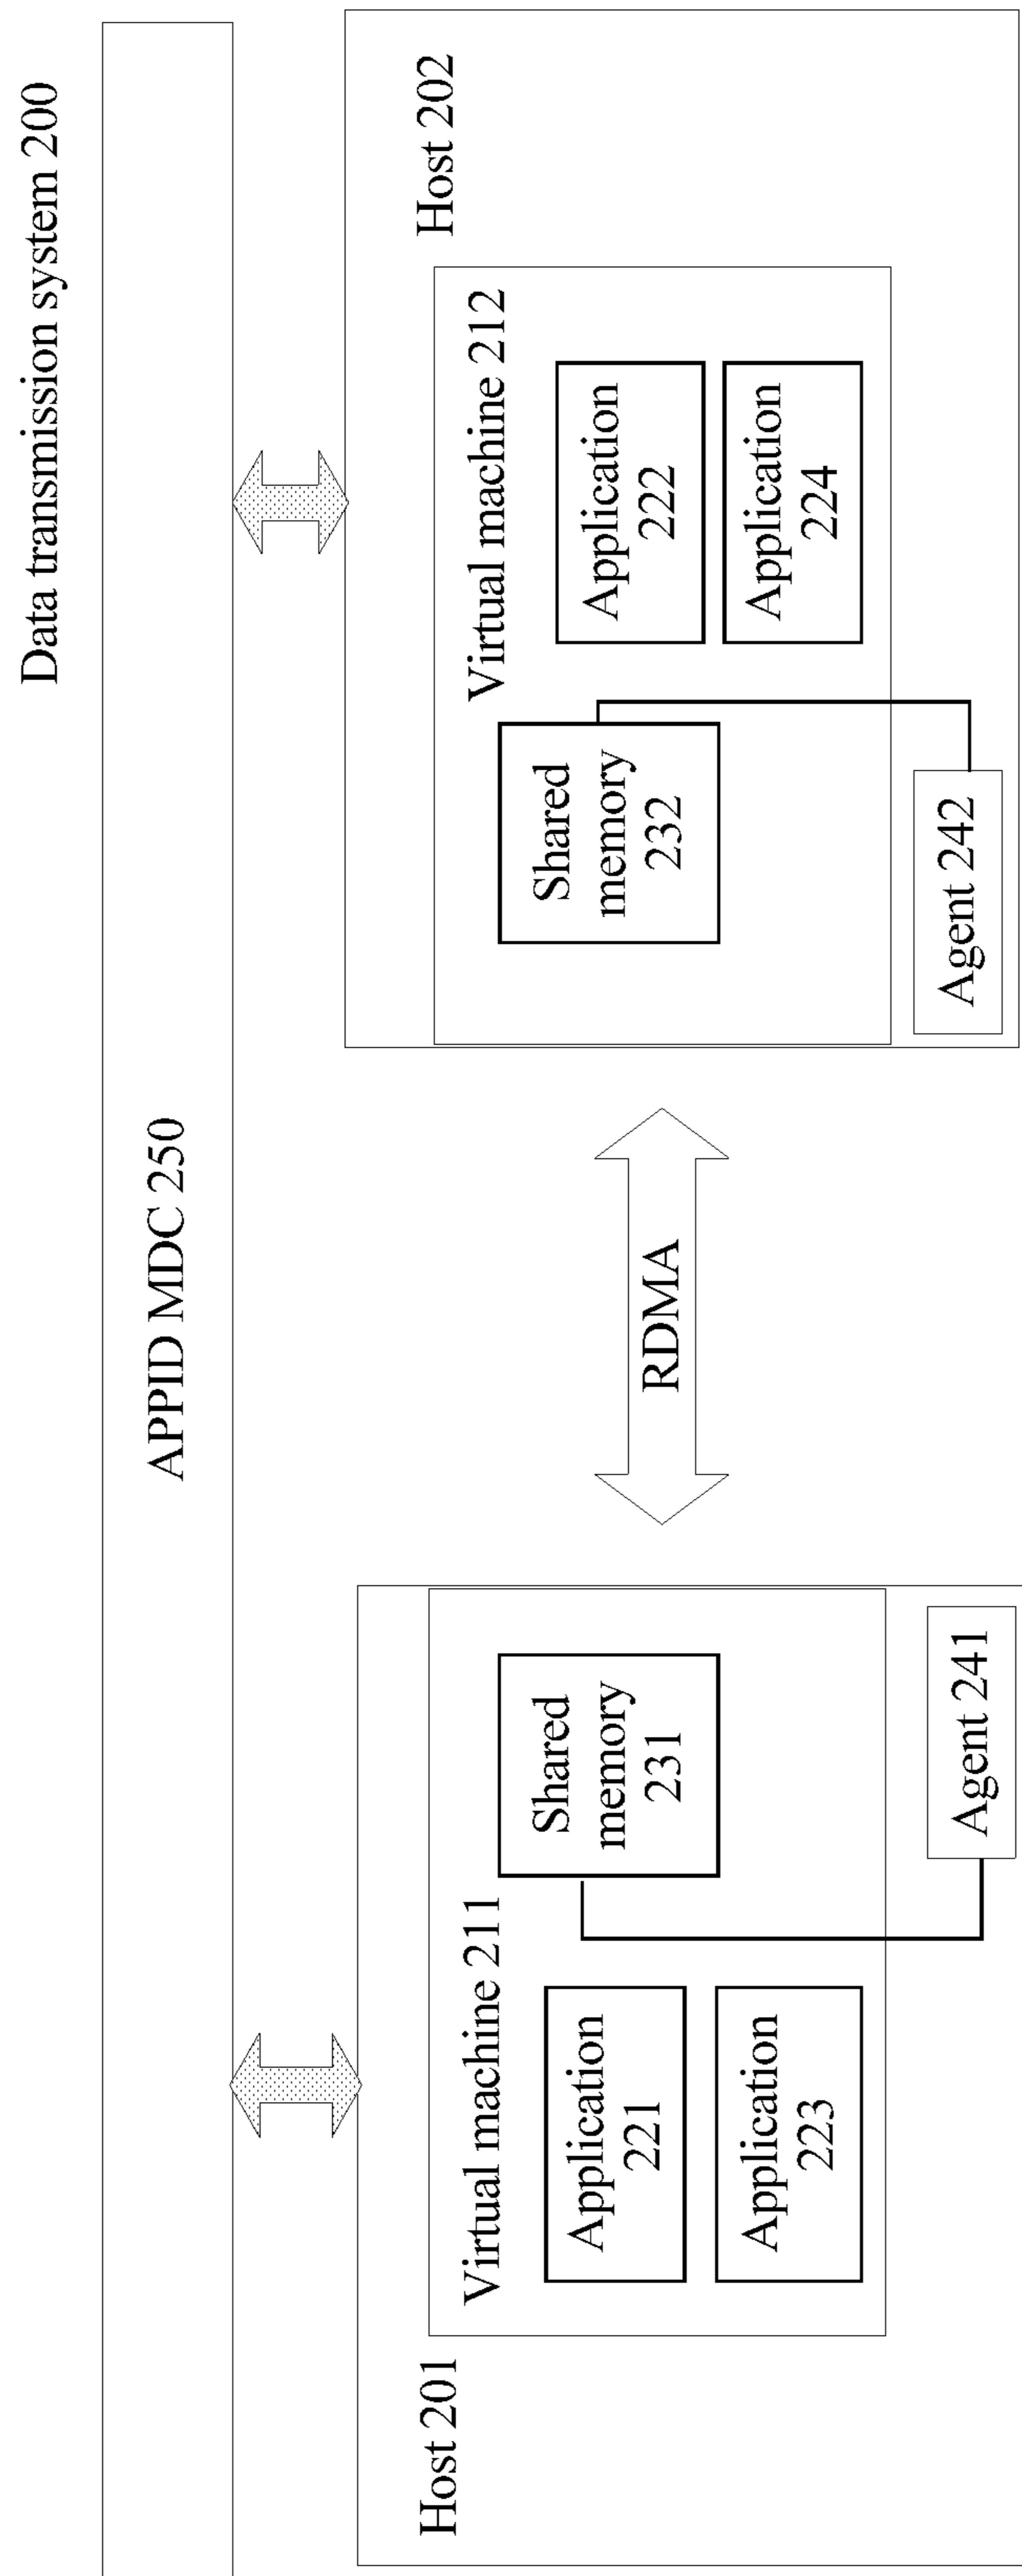 Data transmission system 200
APPID MDC 250
Host 201
Virtual machine 211
Application
221
Application
223
Shared
memory
231
Agent 241
RDMA
Host 202
Virtual machine 212
Shared
memory
232
Application
222
Application
224
Agent 242